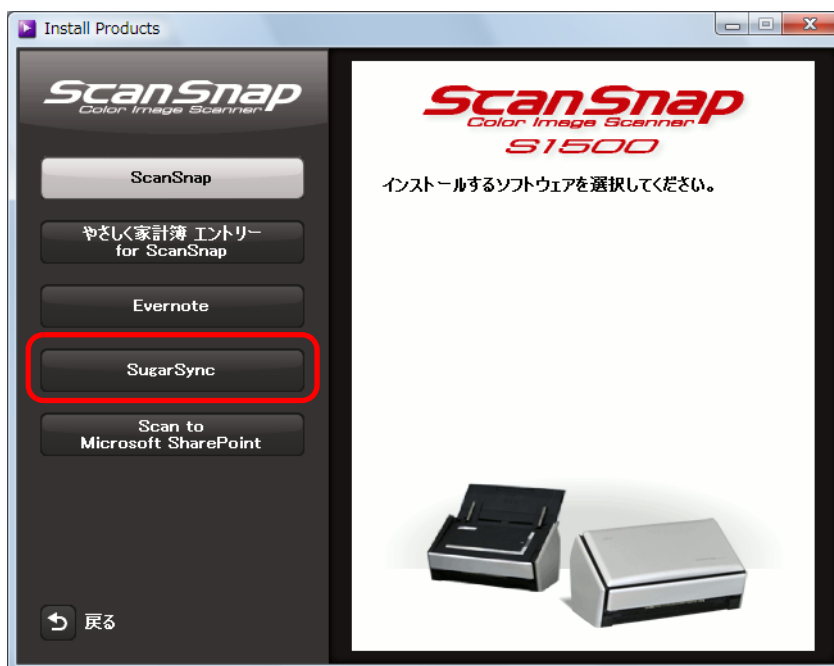 Install Products
ScanSnap
Color Image Scanner
ScanSnap
やさしく家計簿 エントリー
for ScanSnap
Evernote
SugarSync
Scan to
Microsoft SharePoint
戻る
ScanSnap
Color Image Scanner
S1500
インストールするソフトウェアを選択してください。